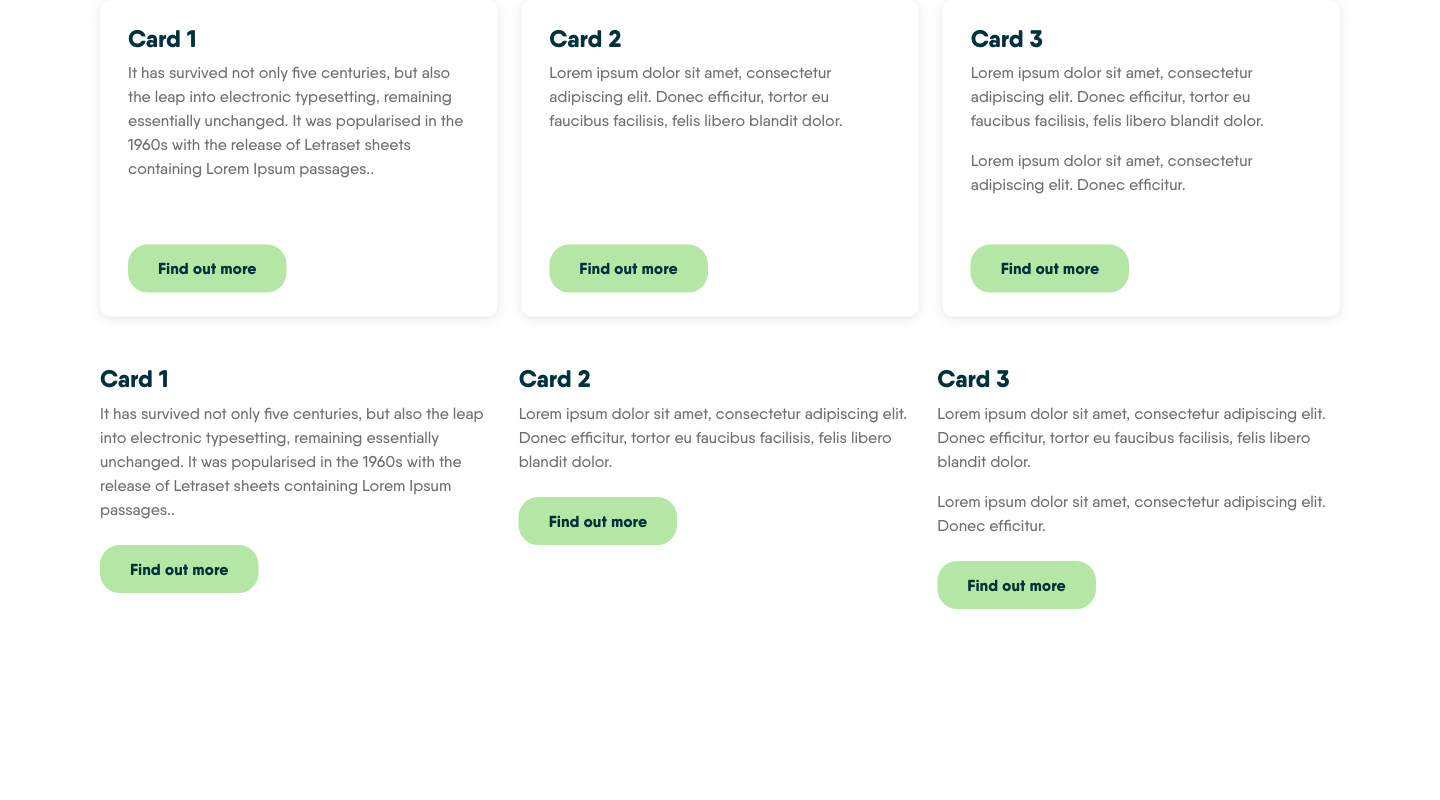 Card 1
It has survived not only five centuries, but also
the leap into electronic typesetting, remaining
essentially unchanged. It was popularised in the
1960s with the release of Letraset sheets
containing Lorem Ipsum passages..
Find out more
Card 2
Lorem ipsum dolor sit amet, consectetur
adipiscing elit. Donec efficitur, tortor eu
faucibus facilisis, felis libero blandit dolor.
Find out more
Card 3
Lorem ipsum dolor sit amet, consectetur
adipiscing elit. Donec efficitur, tortor eu
faucibus facilisis, felis libero blandit dolor.
Lorem ipsum dolor sit amet, consectetur
adipiscing elit. Donec efficitur.
Find out more
Card 1
It has survived not only five centuries, but also the leap
into electronic typesetting, remaining essentially
unchanged. It was popularised in the 1960s with the
release of Letraset sheets containing Lorem Ipsum
passages..
Find out more
Card 2
Lorem ipsum dolor sit amet, consectetur adipiscing elit.
Donec efficitur, tortor eu faucibus facilisis, felis libero
blandit dolor.
Find out more
Card 3
Lorem ipsum dolor sit amet, consectetur adipiscing elit.
Donec efficitur, tortor eu faucibus facilisis, felis libero
blandit dolor.
Lorem ipsum dolor sit amet, consectetur adipiscing elit.
Donec efficitur.
Find out more